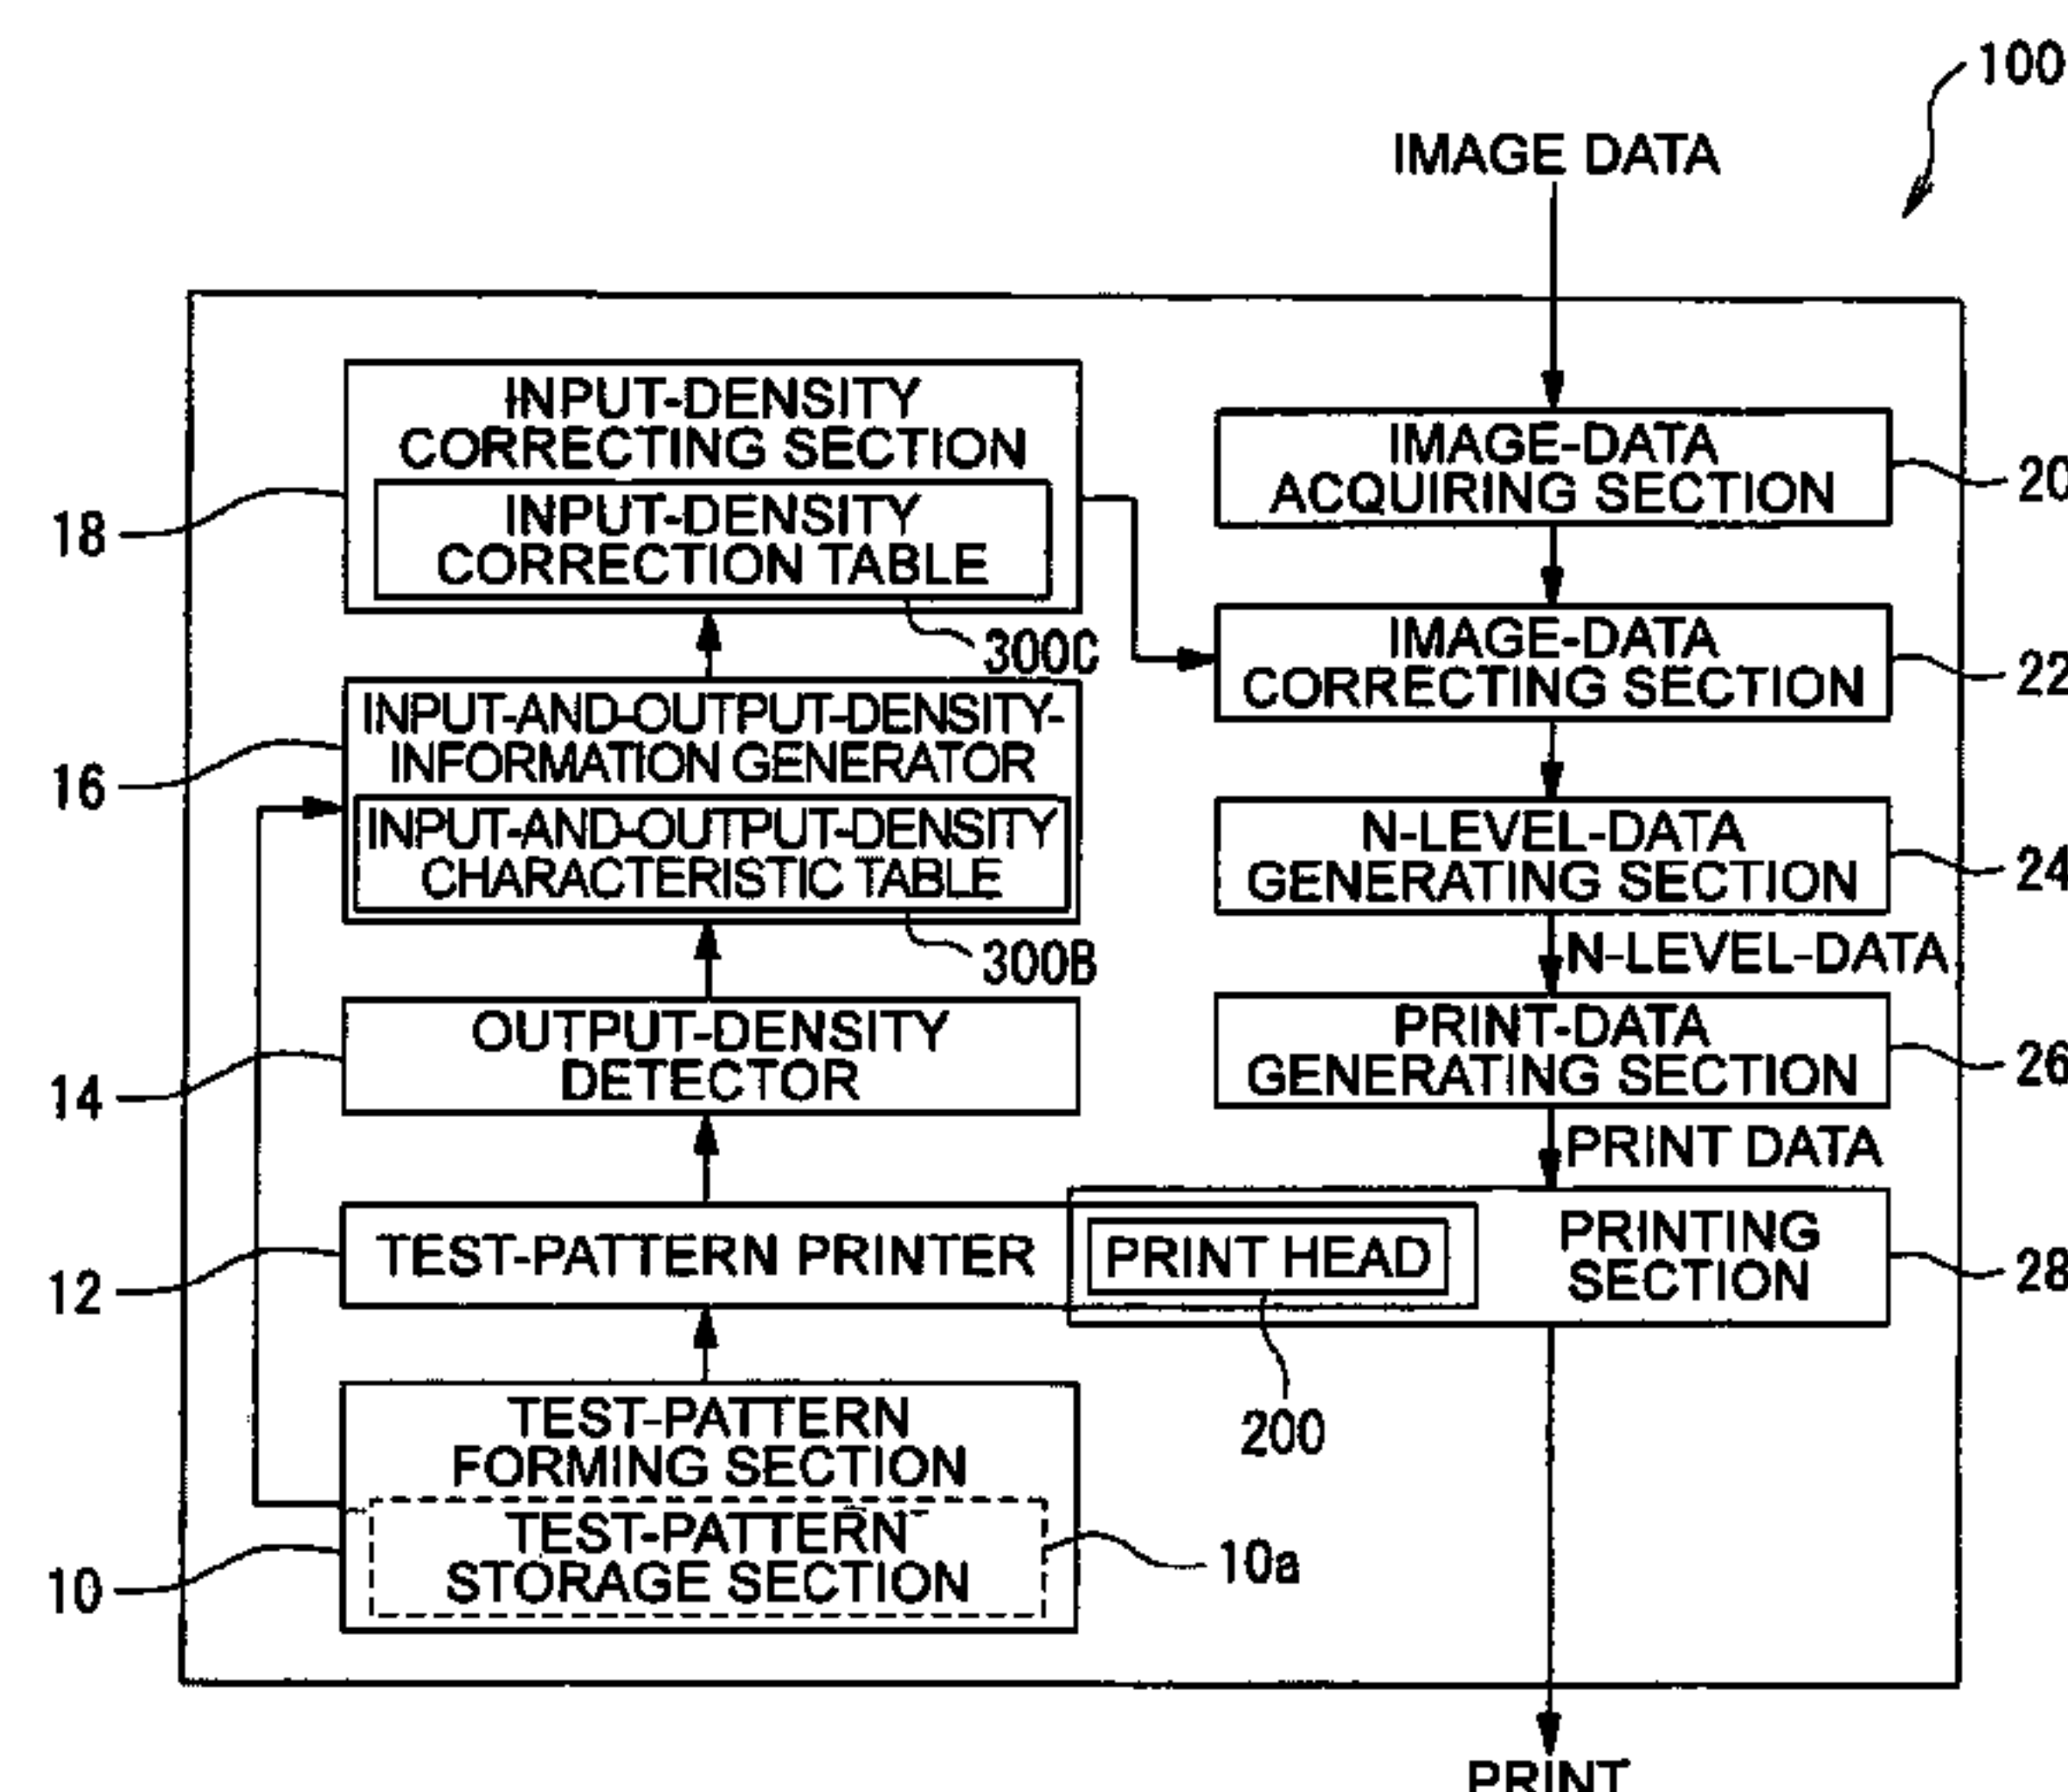 100
IMAGE DATA
INPUT-DENSITY
CORRECTING SECTION
INPUT-DENSITY
CORRECTION TABLE
18
300C
INPUT-AND-OUTPUT-DENSITY-
INFORMATION GENERATOR
INPUT-AND-OUTPUT-DENSITY
CHARACTERISTIC TABLE
16
300B
OUTPUT-DENSITY
DETECTOR
14
TEST-PATTERN PRINTER
12
PRINT HEAD
200
TEST-PATTERN
FORMING SECTION
TEST-PATTERN
STORAGE SECTION
10
10a
IMAGE-DATA
ACQUIRING SECTION
20
IMAGE-DATA
CORRECTING SECTION
22
N-LEVEL-DATA
GENERATING SECTION
24
N-LEVEL-DATA
PRINT-DATA
GENERATING SECTION
26
PRINT DATA
PRINTING
SECTION
28
PRINT